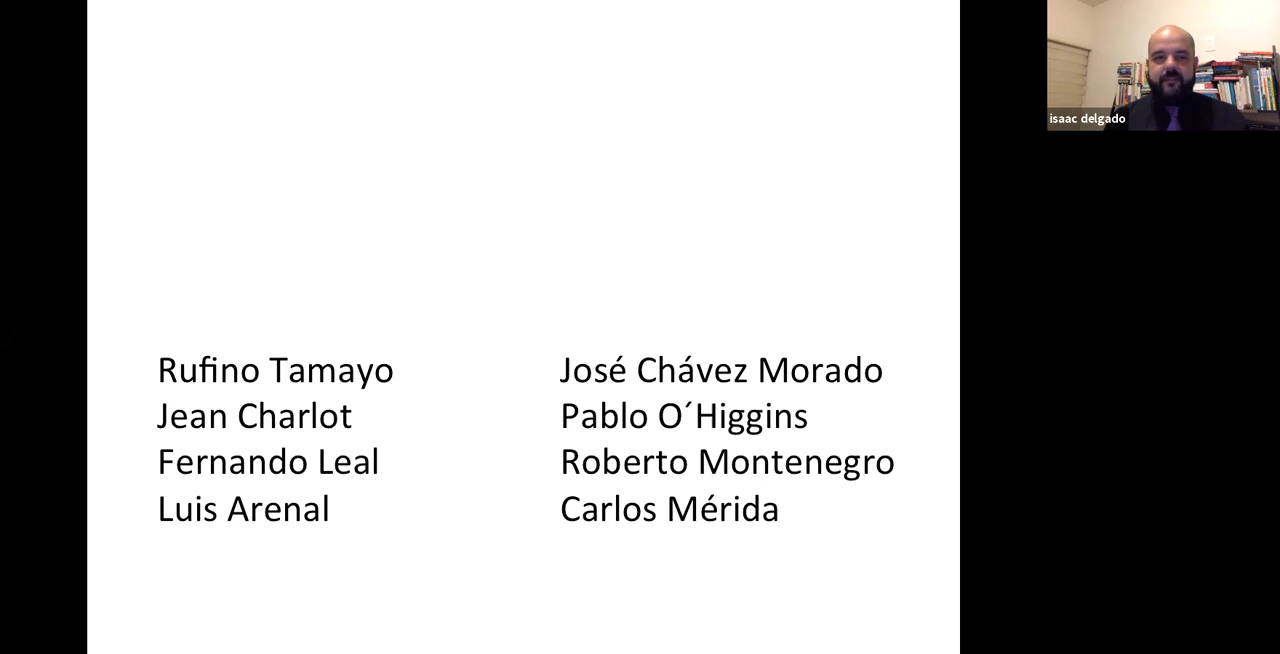 Rufino Tamayo
Jean Charlot
Fernando Leal
Luis Arenal
José Chávez Morado
Pablo O´Higgins
Roberto Montenegro
Carlos Mérida
isaac delgado